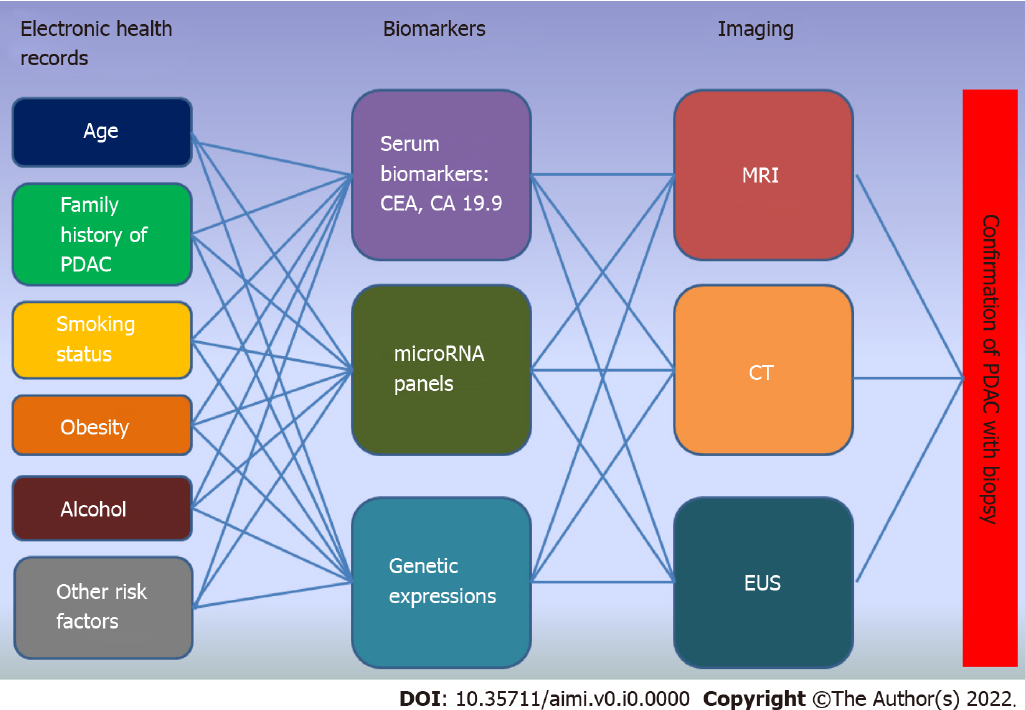 Electronic health
records
Age
Family
history of
PDAC
Smoking
status
Obesity
Alcohol
Other risk
factors
Biomarkers
Serum
biomarkers:
CEA, CA 19.9
microRNA
panels
Genetic
expressions
Imaging
MRI
CT
EUS
Confirmation of PDAC with biopsy
DOI: 10.35711/aimi.v0.i0.0000 Copyright ©The Author(s) 2022.